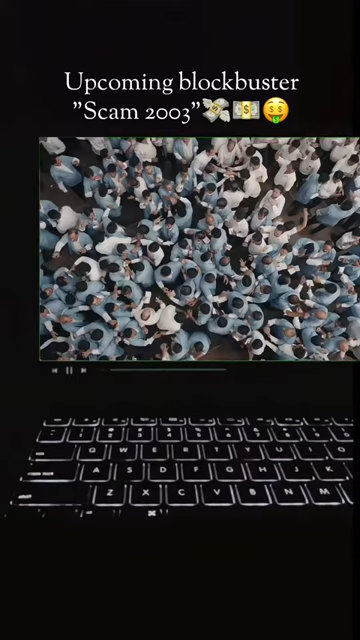 Upcoming blockbuster
"Scam 2003"💸💵🤑
Q W E R T Y U
A S D F G H J K
Z X C V B N M